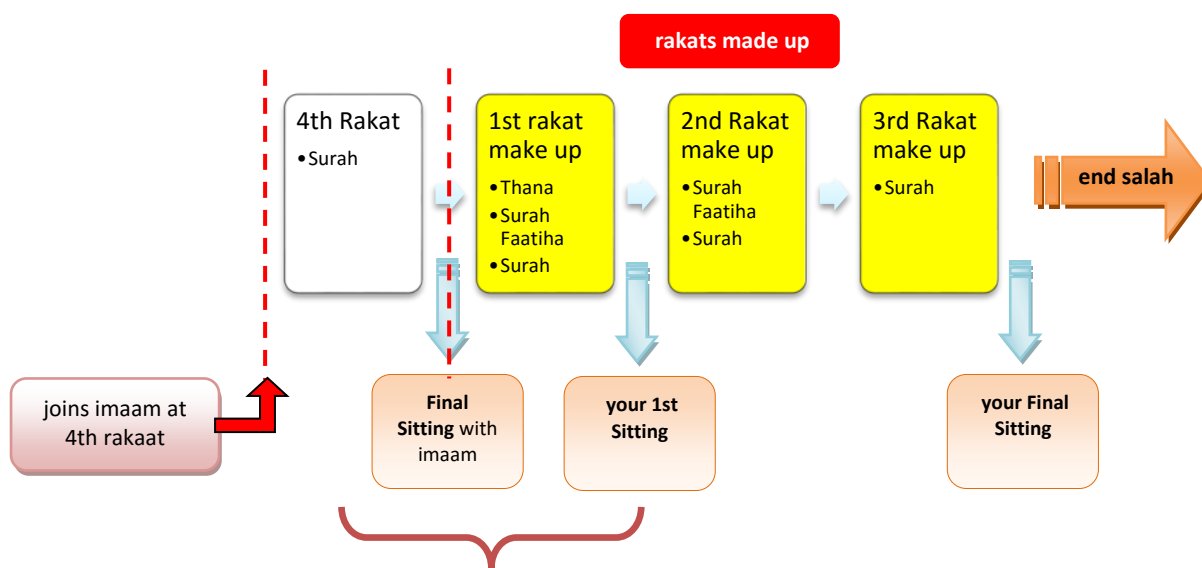 rakats made up
4th Rakat
•Surah
1st rakat
make up
•Thana
•Surah
Faatiha
•Surah
2nd Rakat
make up
•Surah
Faatiha
•Surah
3rd Rakat
make up
•Surah
end salah
joins imaam at
4th rakaat
Final
Sitting with
imaam
your 1st
Sitting
your Final
Sitting